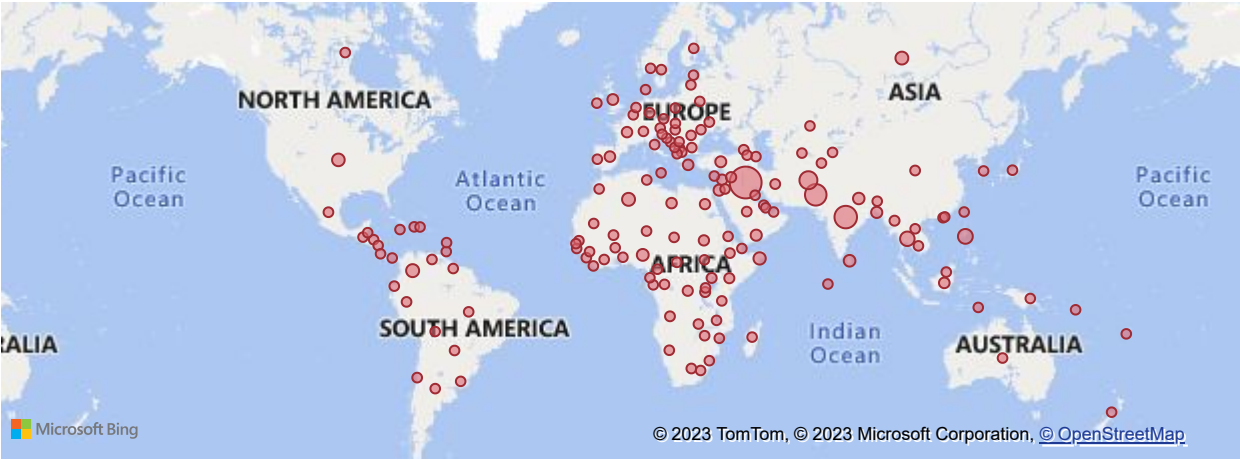 NORTH AMERICA
EUROPE
ASIA
Pacific
Ocean
Atlantic
Ocean
Pacific
Ocean
AFRICA
SOUTH AMERICA
Indian
Ocean
RALIA
AUSTRALIA
Microsoft Bing
© 2023 TomTom, © 2023 Microsoft Corporation, © OpenStreetMap